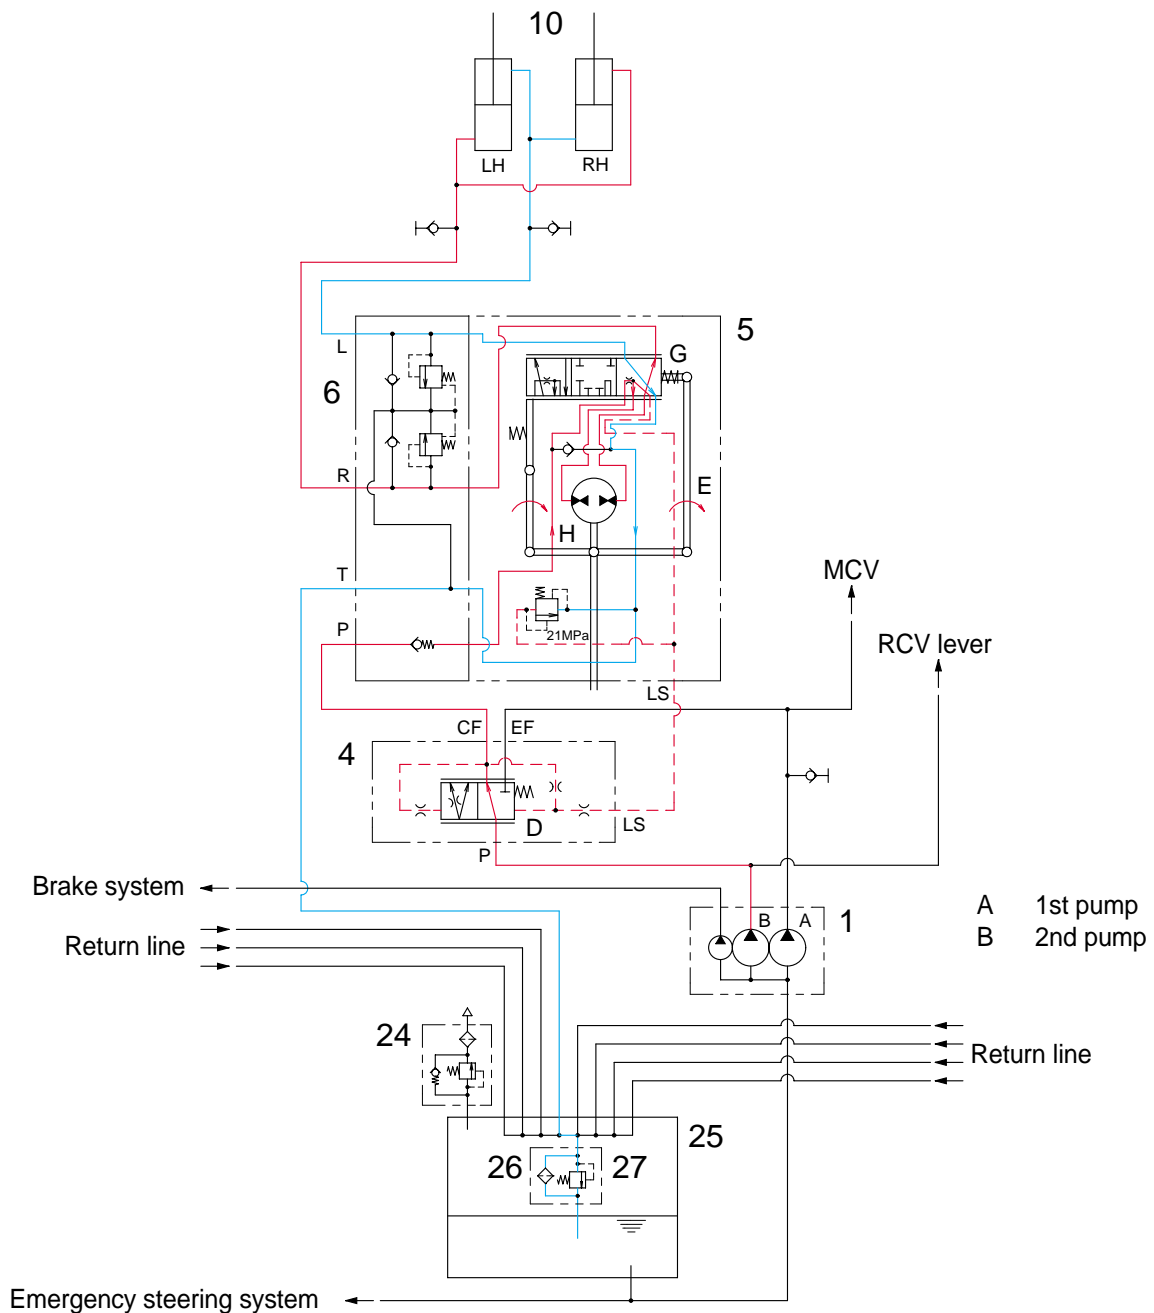 10
LH
RH
5
L
G
6
R
E
H
T
MCV
P
21MPa
RCV lever
LS
CF
EF
4
D
LS
P
Brake system
Return line
B
A
1
A 1st pump
B 2nd pump
24
Return line
25
26
27
Emergency steering system